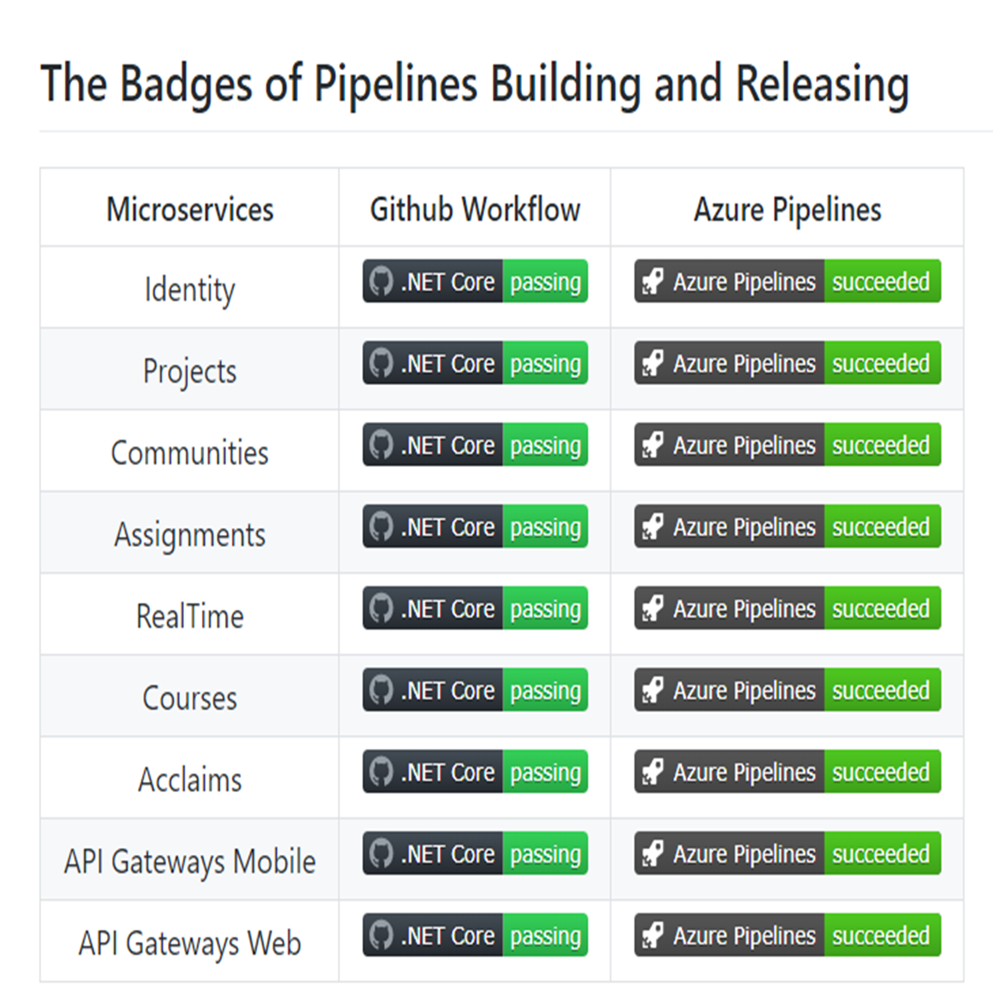 The Badges of Pipelines Building and Releasing
Microservices Github Workflow Azure Pipelines
Identity .NET Core passing Azure Pipelines succeeded
Projects .NET Core passing Azure Pipelines succeeded
Communities .NET Core passing Azure Pipelines succeeded
Assignments .NET Core passing Azure Pipelines succeeded
RealTime .NET Core passing Azure Pipelines succeeded
Courses .NET Core passing Azure Pipelines succeeded
Acclaims .NET Core passing Azure Pipelines succeeded
API Gateways Mobile .NET Core passing Azure Pipelines succeeded
API Gateways Web .NET Core passing Azure Pipelines succeeded